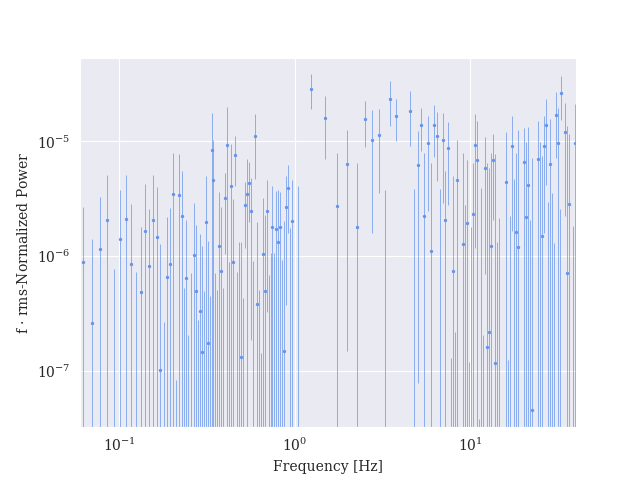 f · rms-Normalized Power
10⁻⁵
10⁻⁶
10⁻⁷
10⁻¹ 10⁰ 10¹
Frequency [Hz]